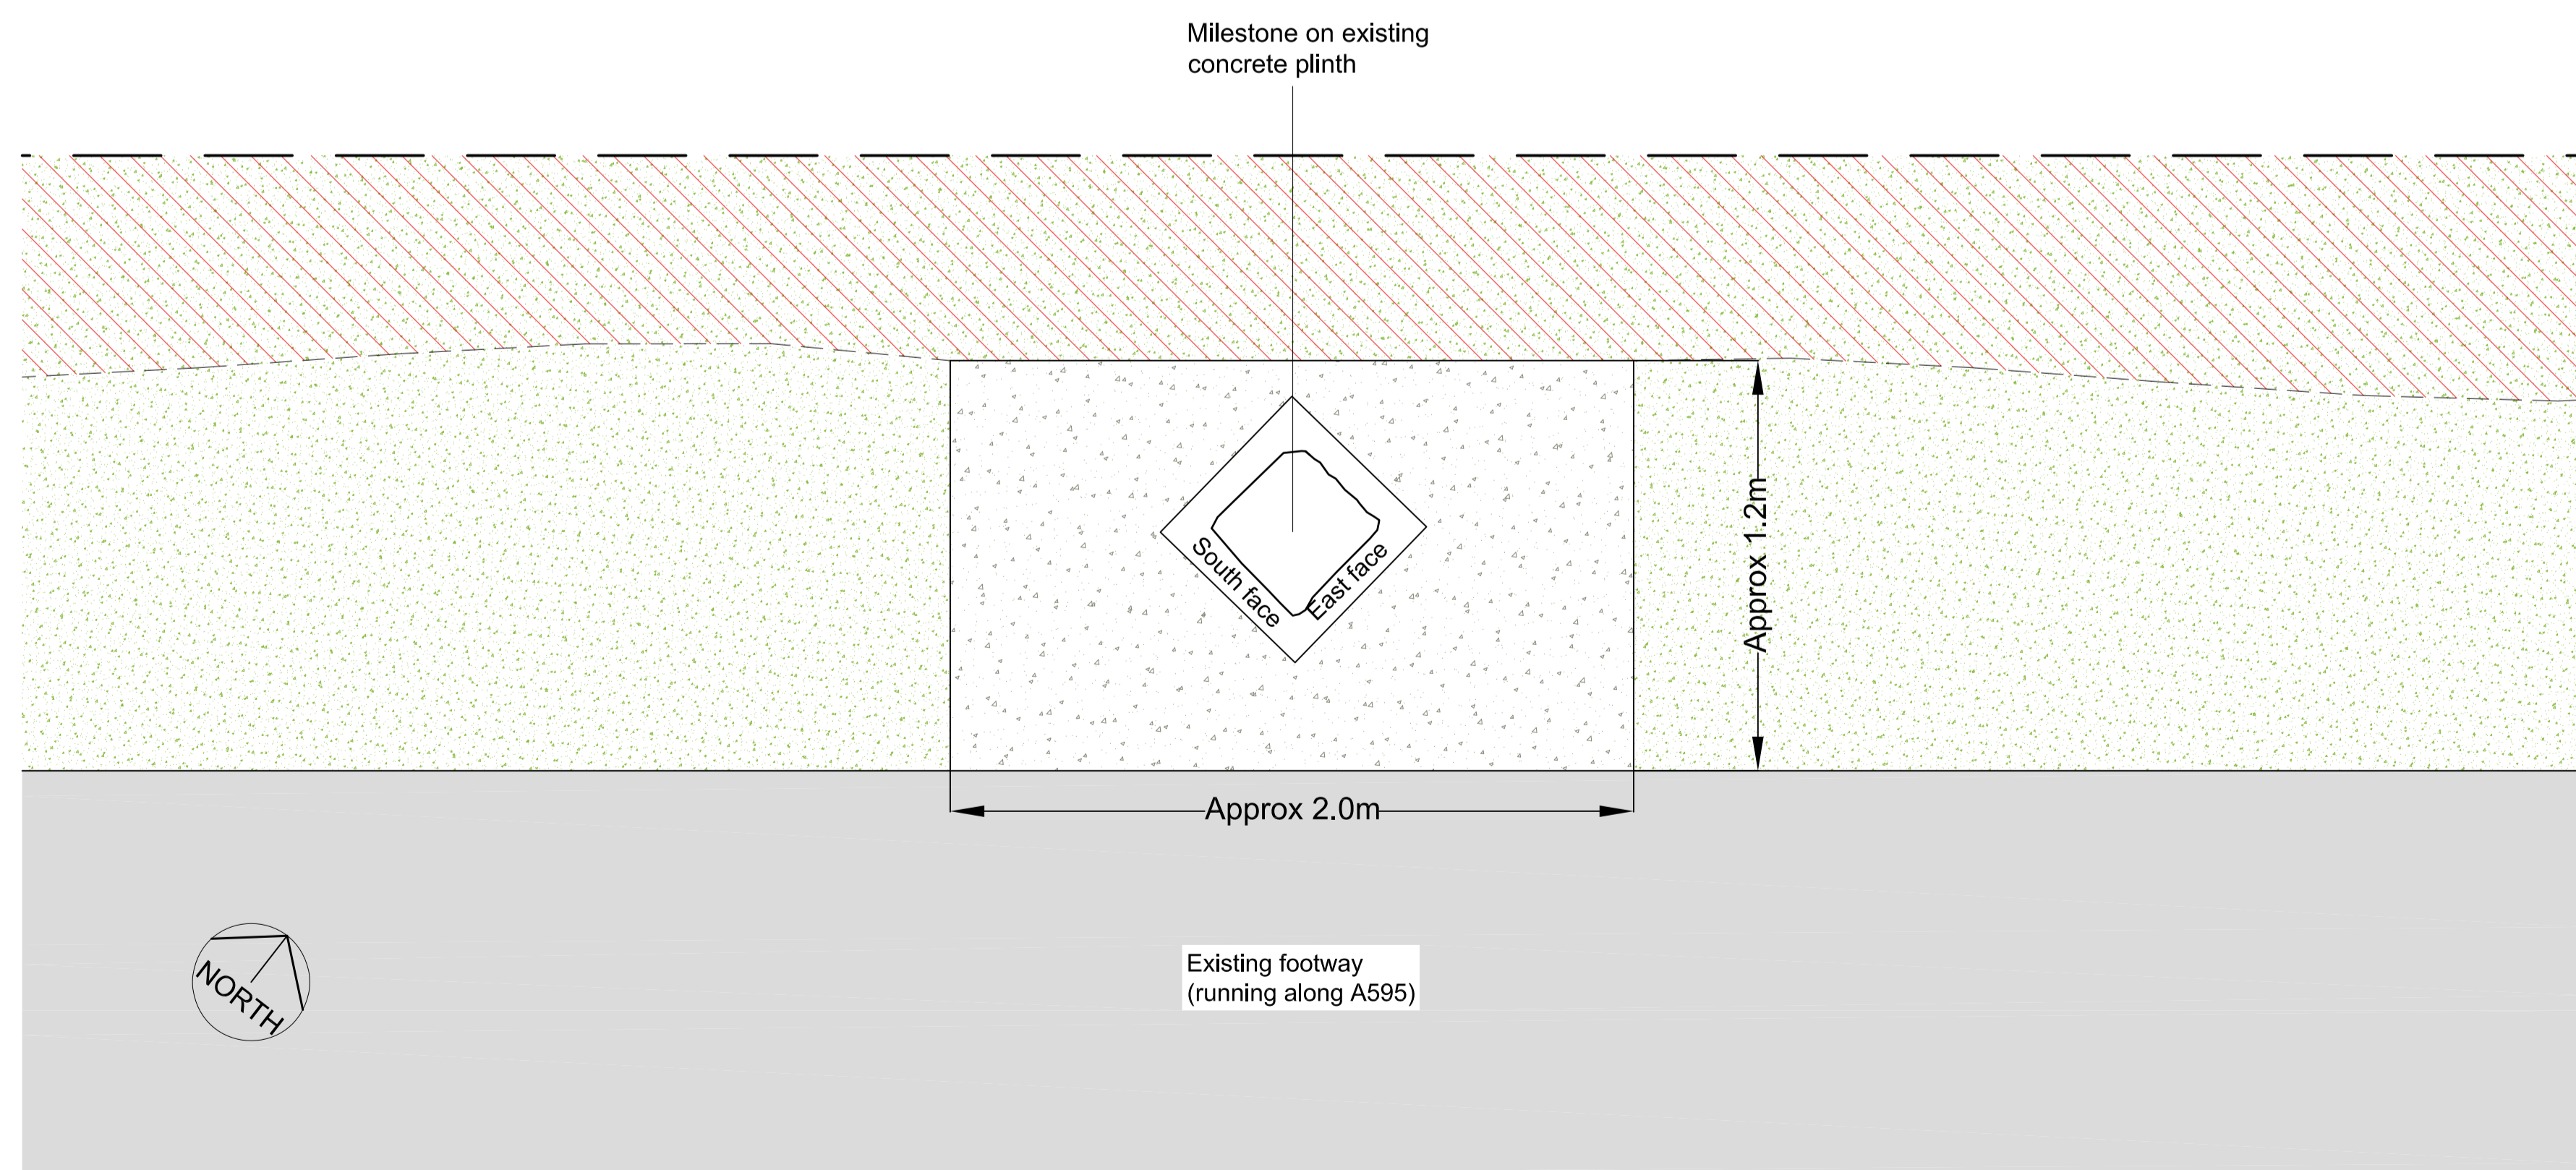 Milestone on existing
concrete plinth
South face
East face
Approx 1.2m
Approx 2.0m
NORTH
Existing footway
(running along A595)